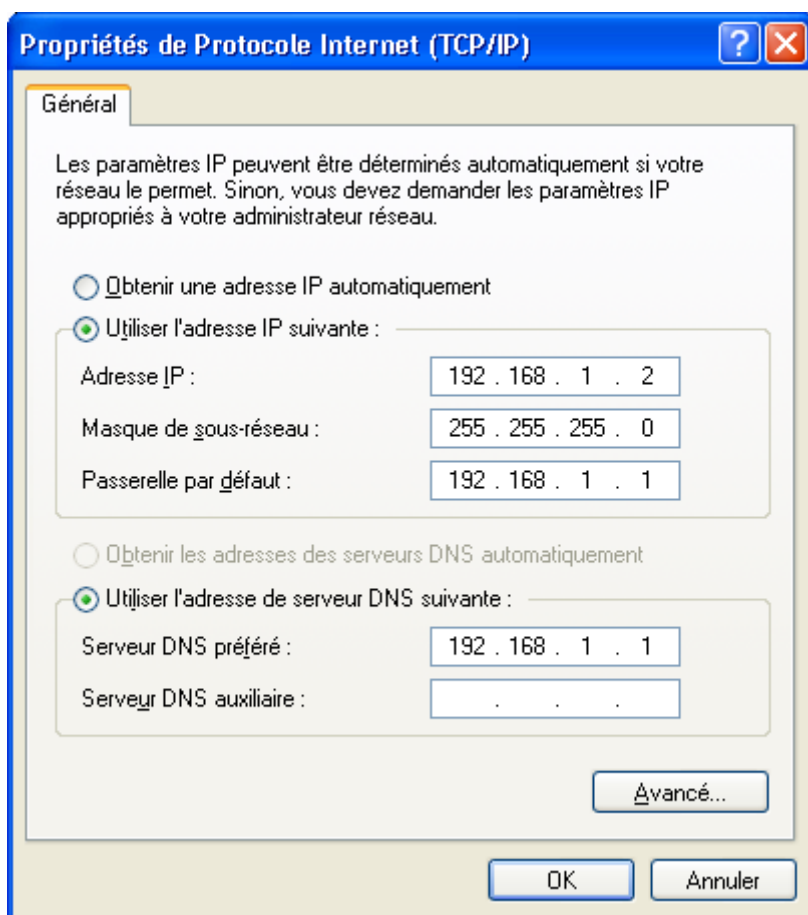 Propriétés de Protocole Internet (TCP/IP)
Général
Les paramètres IP peuvent être déterminés automatiquement si votre
réseau le permet. Sinon, vous devez demander les paramètres IP
appropriés à votre administrateur réseau.
Obtenir une adresse IP automatiquement
Utiliser l'adresse IP suivante :
Adresse IP : 192 . 168 . 1 . 2
Masque de sous-réseau : 255 . 255 . 255 . 0
Passerelle par défaut : 192 . 168 . 1 . 1
Obtenir les adresses des serveurs DNS automatiquement
Utiliser l'adresse de serveur DNS suivante :
Serveur DNS préféré : 192 . 168 . 1 . 1
Serveur DNS auxiliaire : . . .
Avancé...
OK Annuler